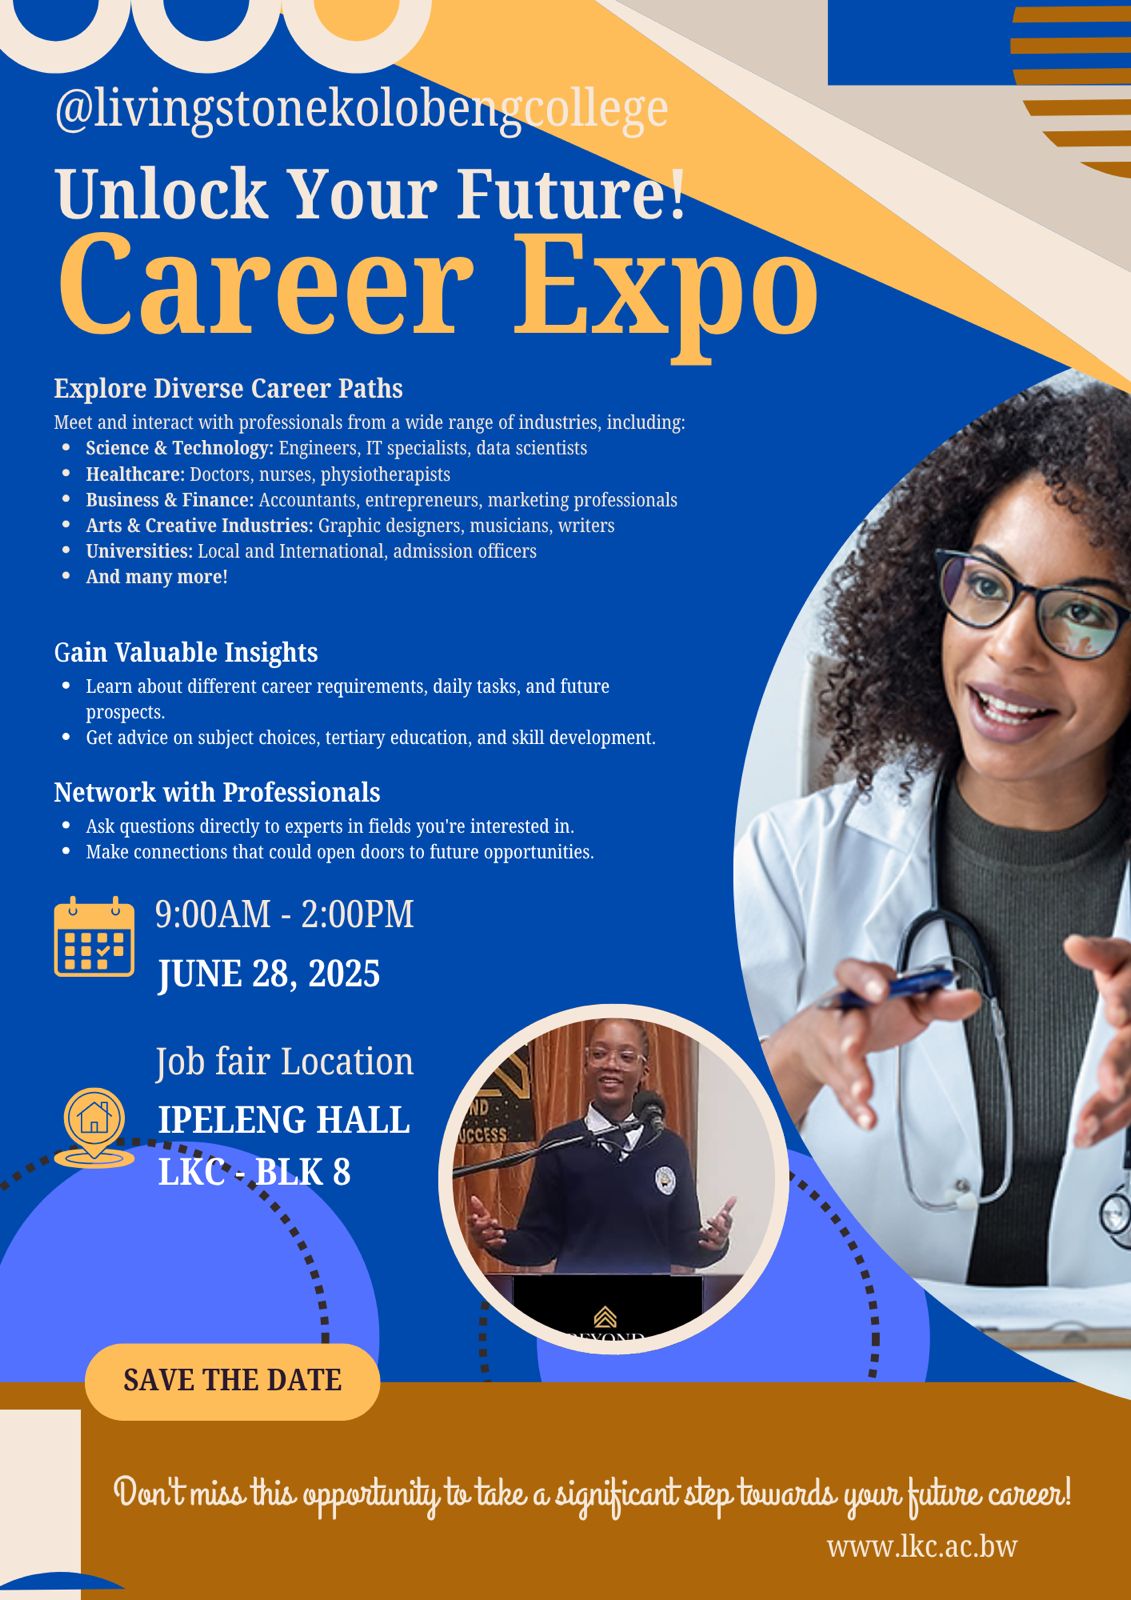 @livingstonekolobengcollege
Unlock Your Future!
Career Expo
Explore Diverse Career Paths
Meet and interact with professionals from a wide range of industries, including:
• Science & Technology: Engineers, IT specialists, data scientists
• Healthcare: Doctors, nurses, physiotherapists
• Business & Finance: Accountants, entrepreneurs, marketing professionals
• Arts & Creative Industries: Graphic designers, musicians, writers
• Universities: Local and International, admission officers
• And many more!
Gain Valuable Insights
• Learn about different career requirements, daily tasks, and future
prospects.
• Get advice on subject choices, tertiary education, and skill development.
Network with Professionals
• Ask questions directly to experts in fields you're interested in.
• Make connections that could open doors to future opportunities.
9:00AM - 2:00PM
JUNE 28, 2025
Job fair Location
IPELENG HALL
LKC - BLK 8
BEYOND
SAVE THE DATE
Don't miss this opportunity to take a significant step towards your future career!
www.lkc.ac.bw